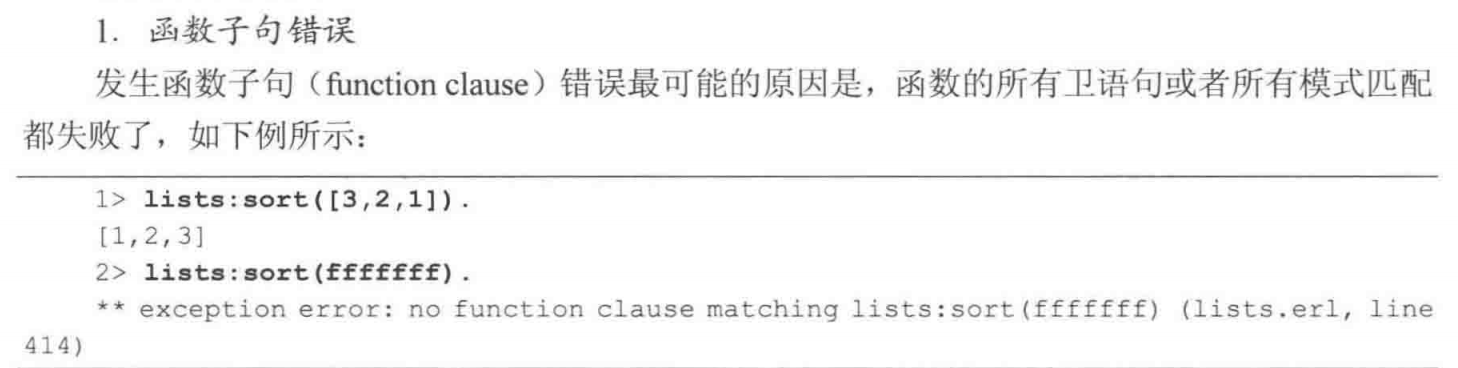 1. 函数子句错误
发生函数子句（function clause）错误最可能的原因是，函数的所有卫语句或者所有模式匹配
都失败了，如下例所示：
1> lists:sort([3,2,1]).
[1,2,3]
2> lists:sort(fffffff).
** exception error: no function clause matching lists:sort(fffffff) (lists.erl, line
414)